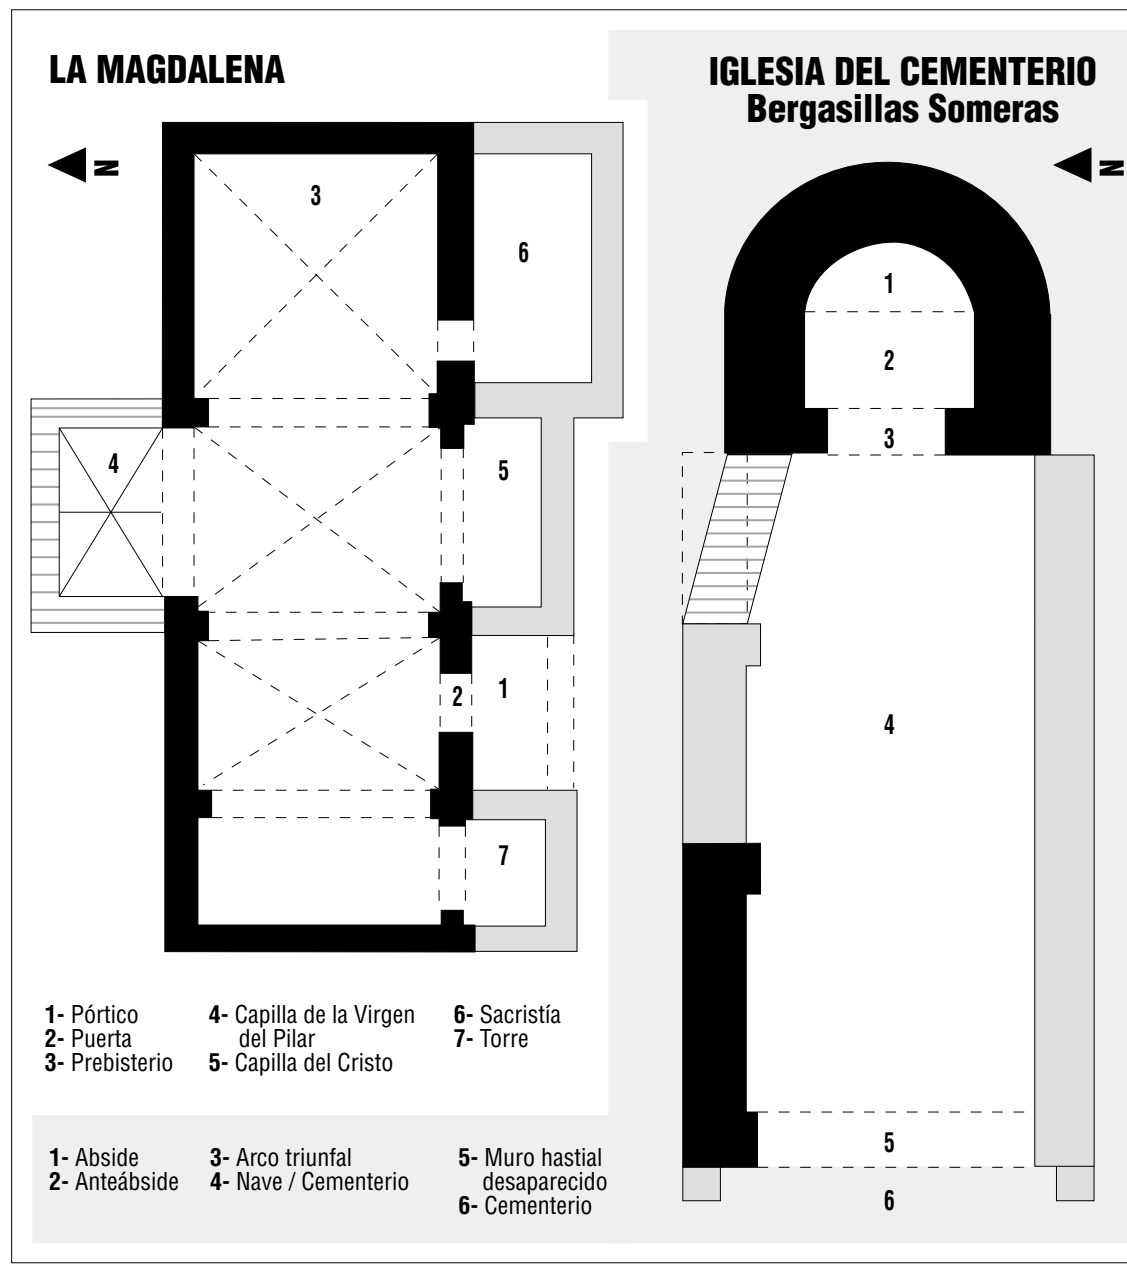 LA MAGDALENA
N
3
6
4
5
2
1
7
1- Pórtico
2- Puerta
3- Prebisterio
4- Capilla de la Virgen
del Pilar
5- Capilla del Cristo
6- Sacristía
7- Torre
IGLESIA DEL CEMENTERIO
Bergasillas Someras
N
1
2
3
4
5
6
1- Abside
2- Anteábside
3- Arco triunfal
4- Nave / Cementerio
5- Muro hastial
desaparecido
6- Cementerio